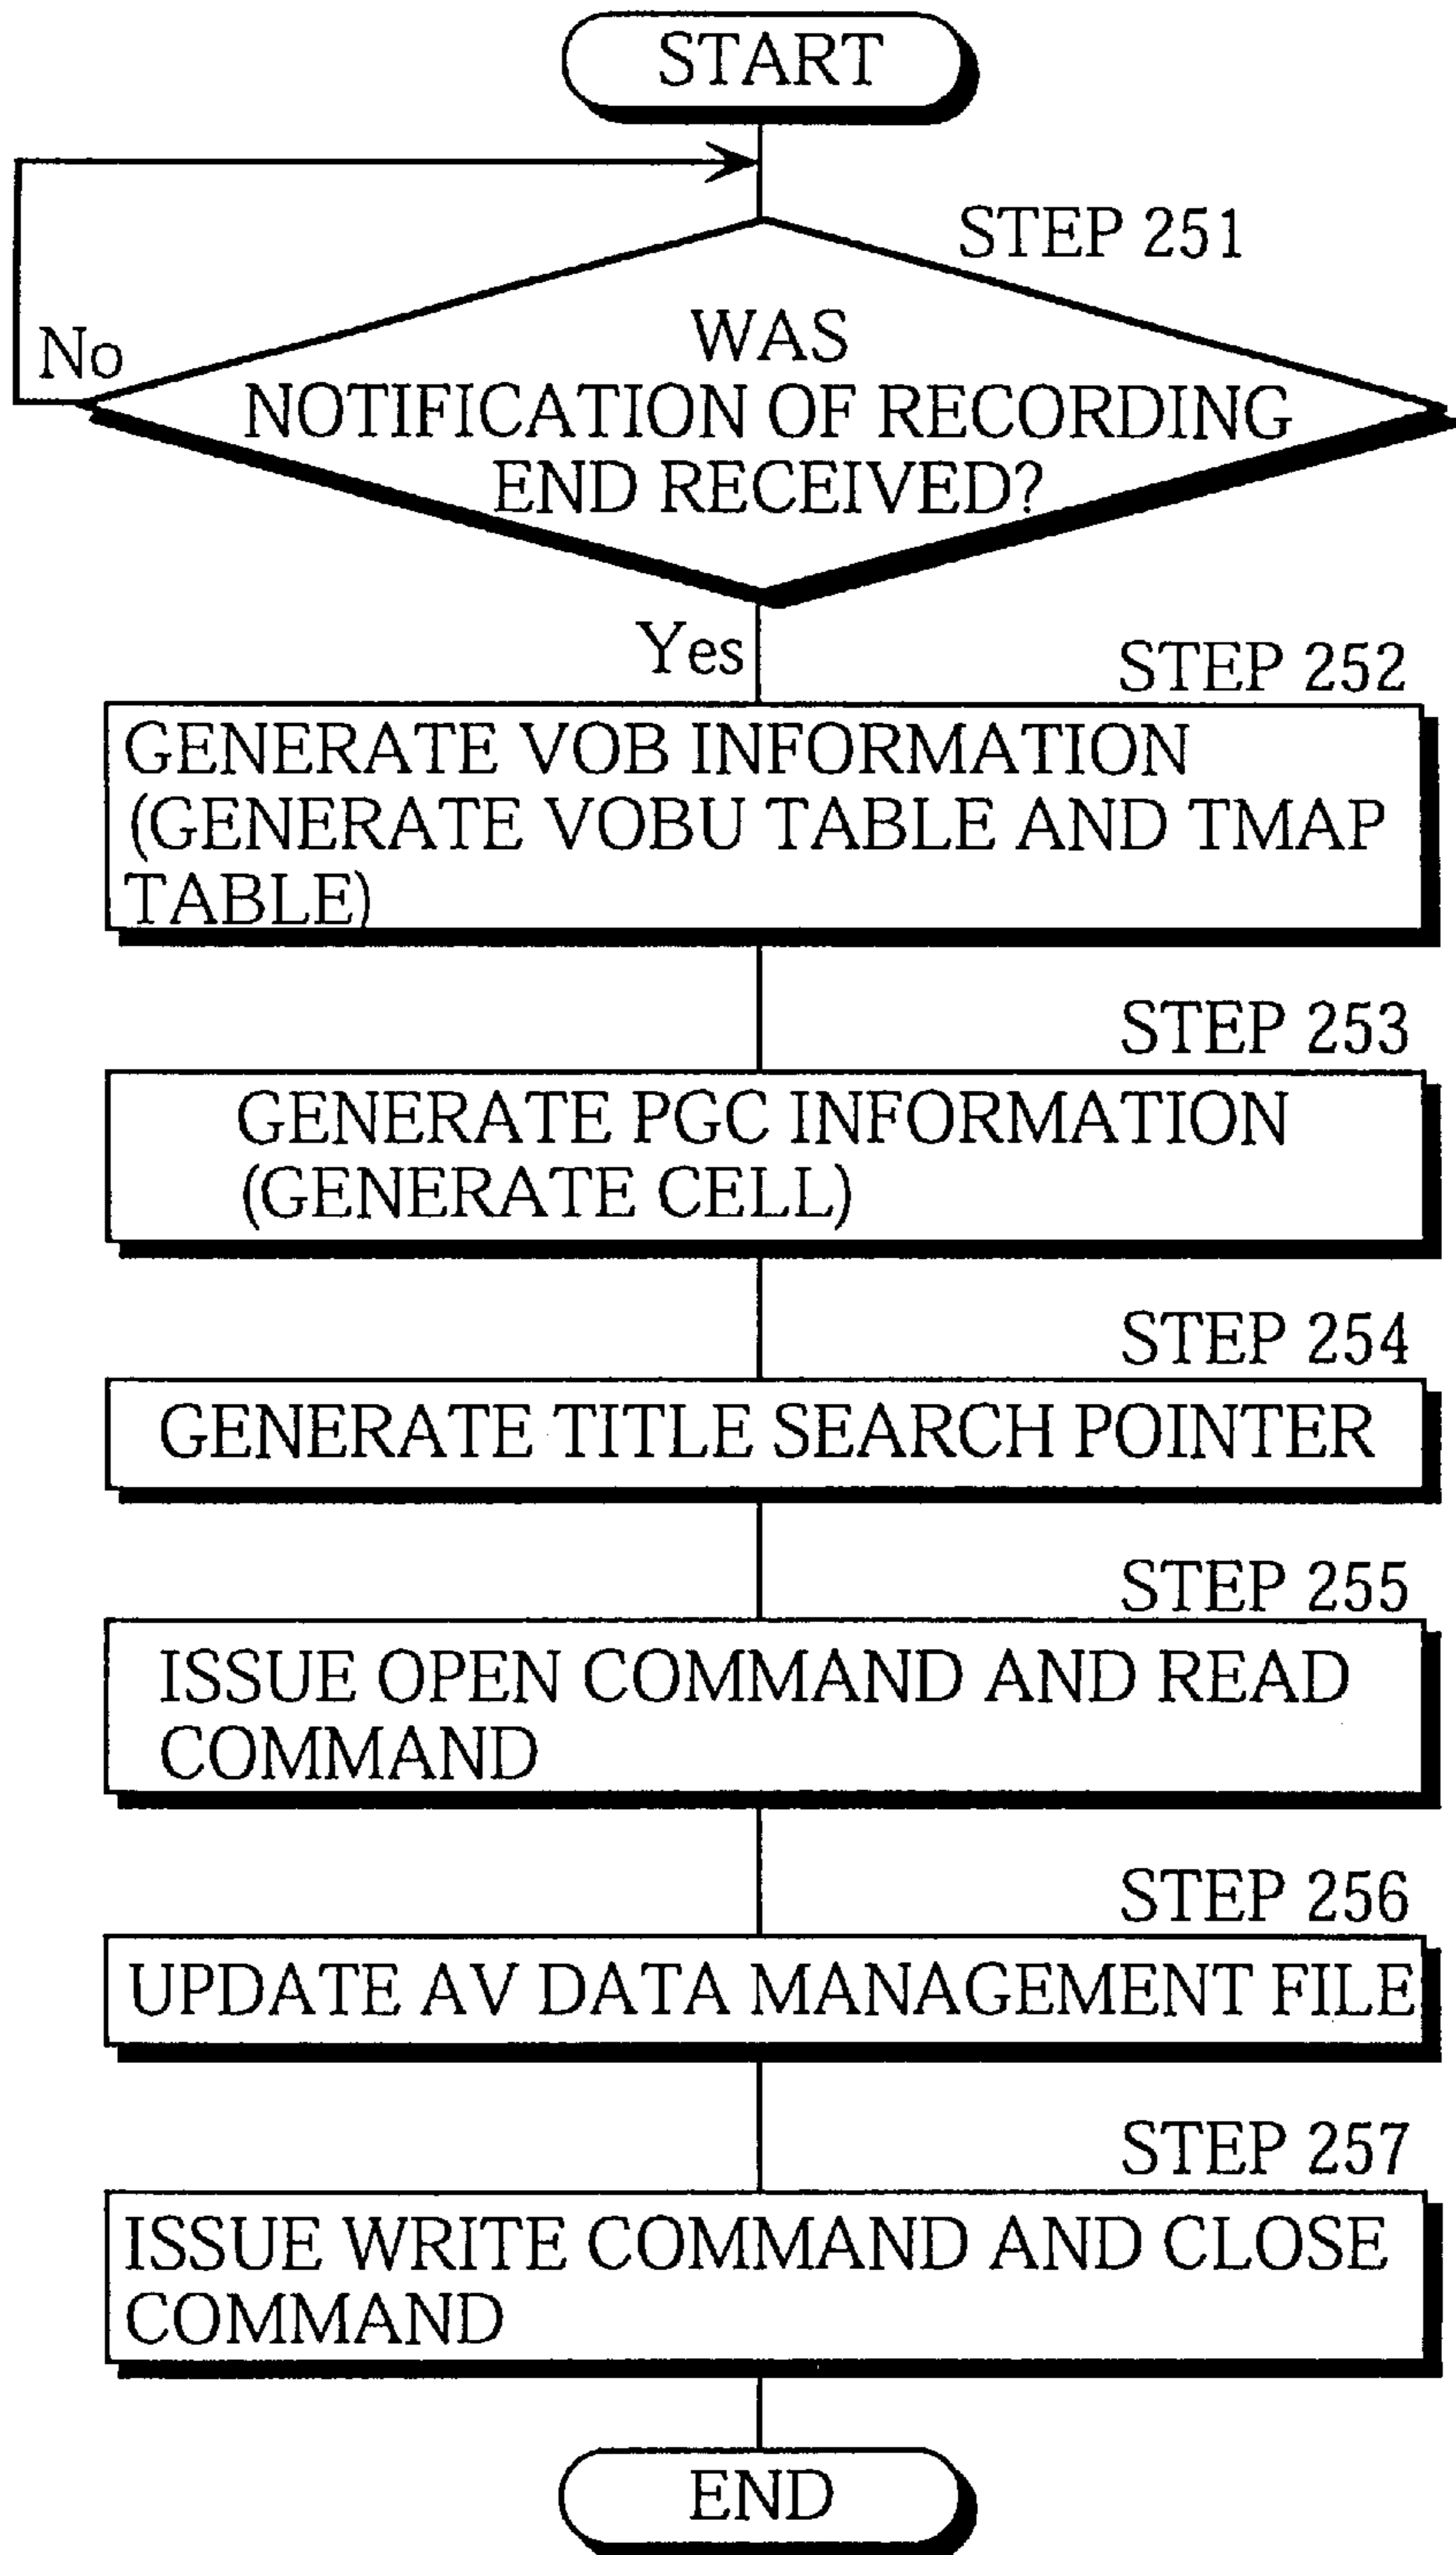 START
STEP 251
WAS
NOTIFICATION OF RECORDING
END RECEIVED?
No
Yes
STEP 252
GENERATE VOB INFORMATION
(GENERATE VOBU TABLE AND TMAP
TABLE)
STEP 253
GENERATE PGC INFORMATION
(GENERATE CELL)
STEP 254
GENERATE TITLE SEARCH POINTER
STEP 255
ISSUE OPEN COMMAND AND READ
COMMAND
STEP 256
UPDATE AV DATA MANAGEMENT FILE
STEP 257
ISSUE WRITE COMMAND AND CLOSE
COMMAND
END